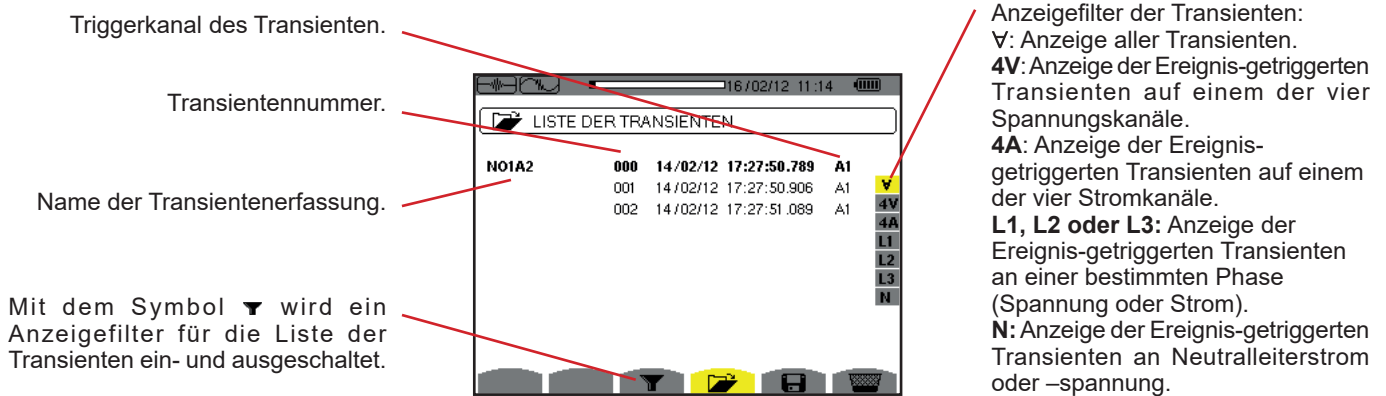 Triggerkanal des Transienten.
Transientennummer.
Name der Transientenerfassung.
Mit dem Symbol wird ein
Anzeigefilter für die Liste der
Transienten ein- und ausgeschaltet.
16/02/12 11:14
LISTE DER TRANSIENTEN
NO1A2 000 14/02/12 17:27:50.789 A1
001 14/02/12 17:27:50.906 A1
002 14/02/12 17:27:51.089 A1
∀
4V
4A
L1
L2
L3
N
Anzeigefilter der Transienten:
∀: Anzeige aller Transienten.
4V: Anzeige der Ereignis-getriggerten
Transienten auf einem der vier
Spannungskanäle.
4A: Anzeige der Ereignis-
getriggerten Transienten auf einem
der vier Stromkanäle.
L1, L2 oder L3: Anzeige der
Ereignis-getriggerten Transienten
an einer bestimmten Phase
(Spannung oder Strom).
N: Anzeige der Ereignis-getriggerten
Transienten an Neutralleiterstrom
oder –spannung.